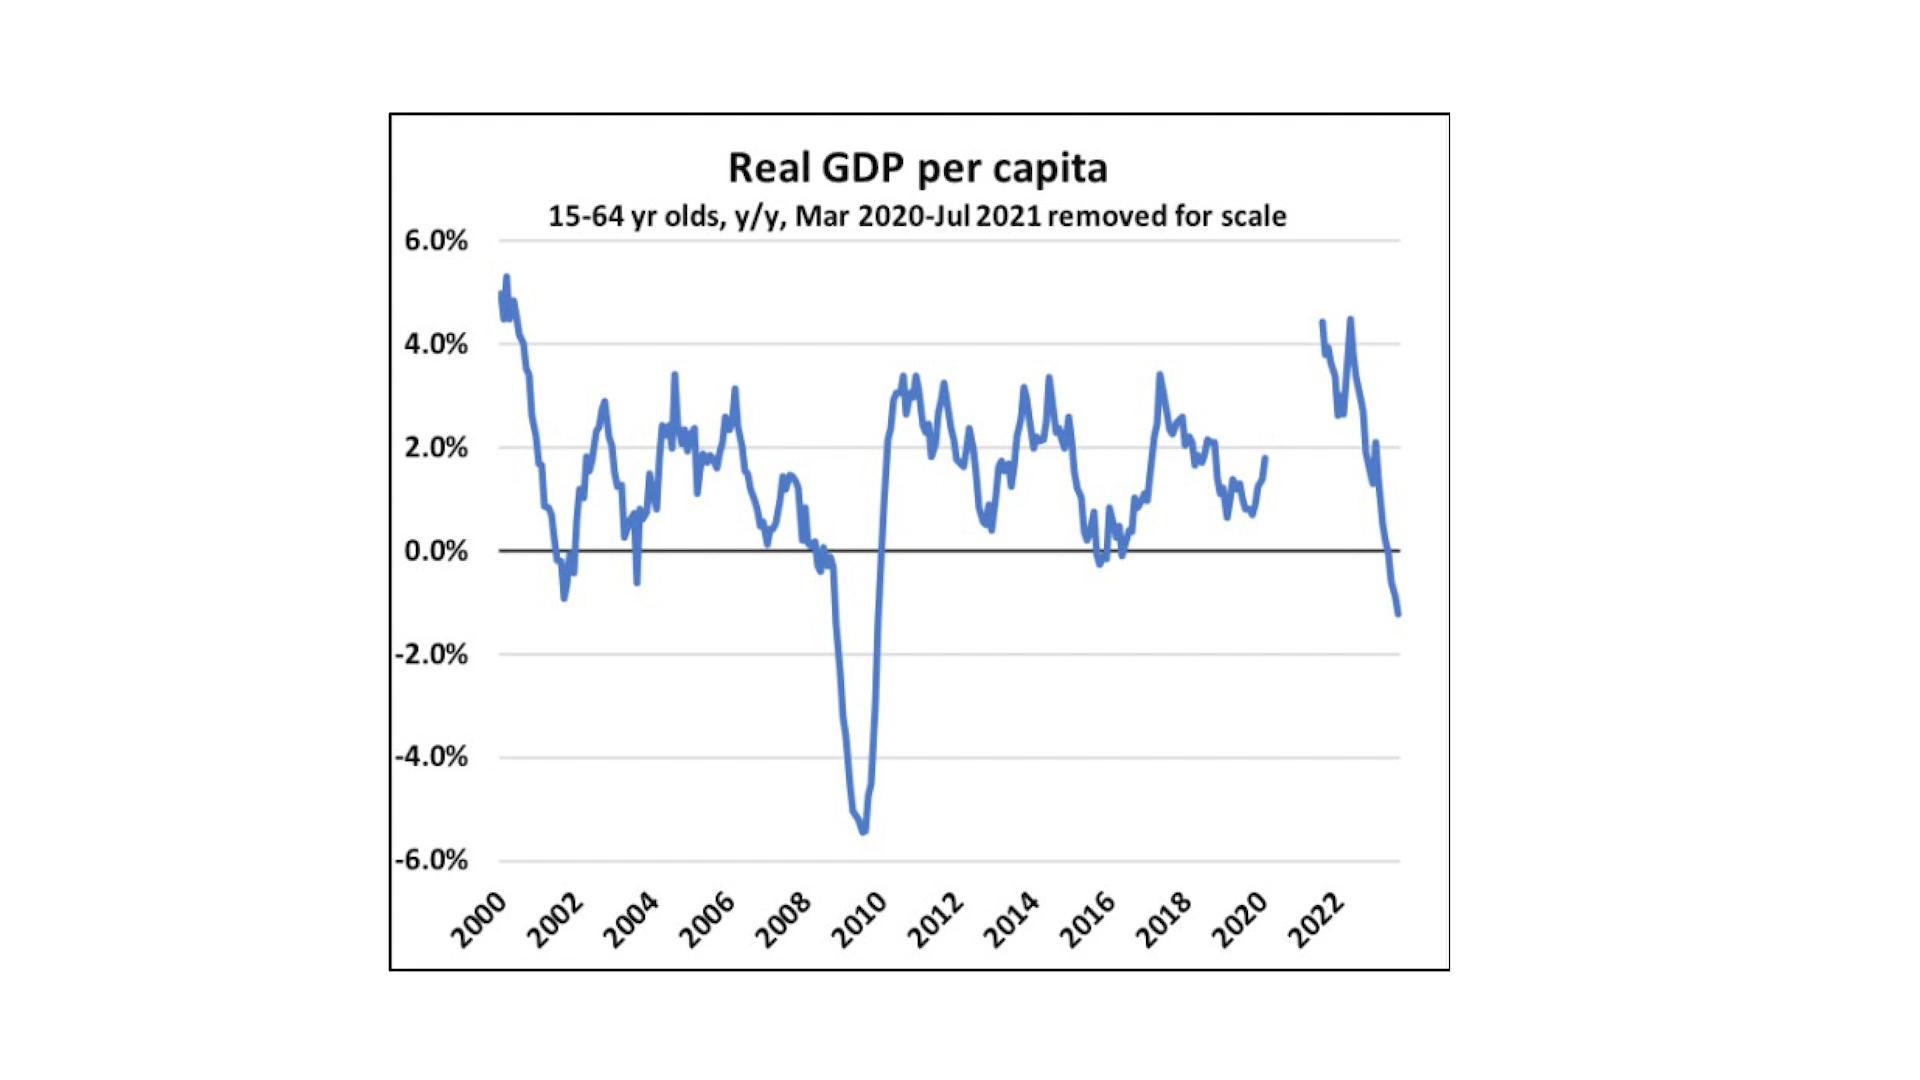 Real GDP per capita
15-64 yr olds, y/y, Mar 2020-Jul 2021 removed for scale
6.0%
4.0%
2.0%
0.0%
-2.0%
-4.0%
-6.0%
2000 2002 2004 2006 2008 2010 2012 2014 2016 2018 2020 2022